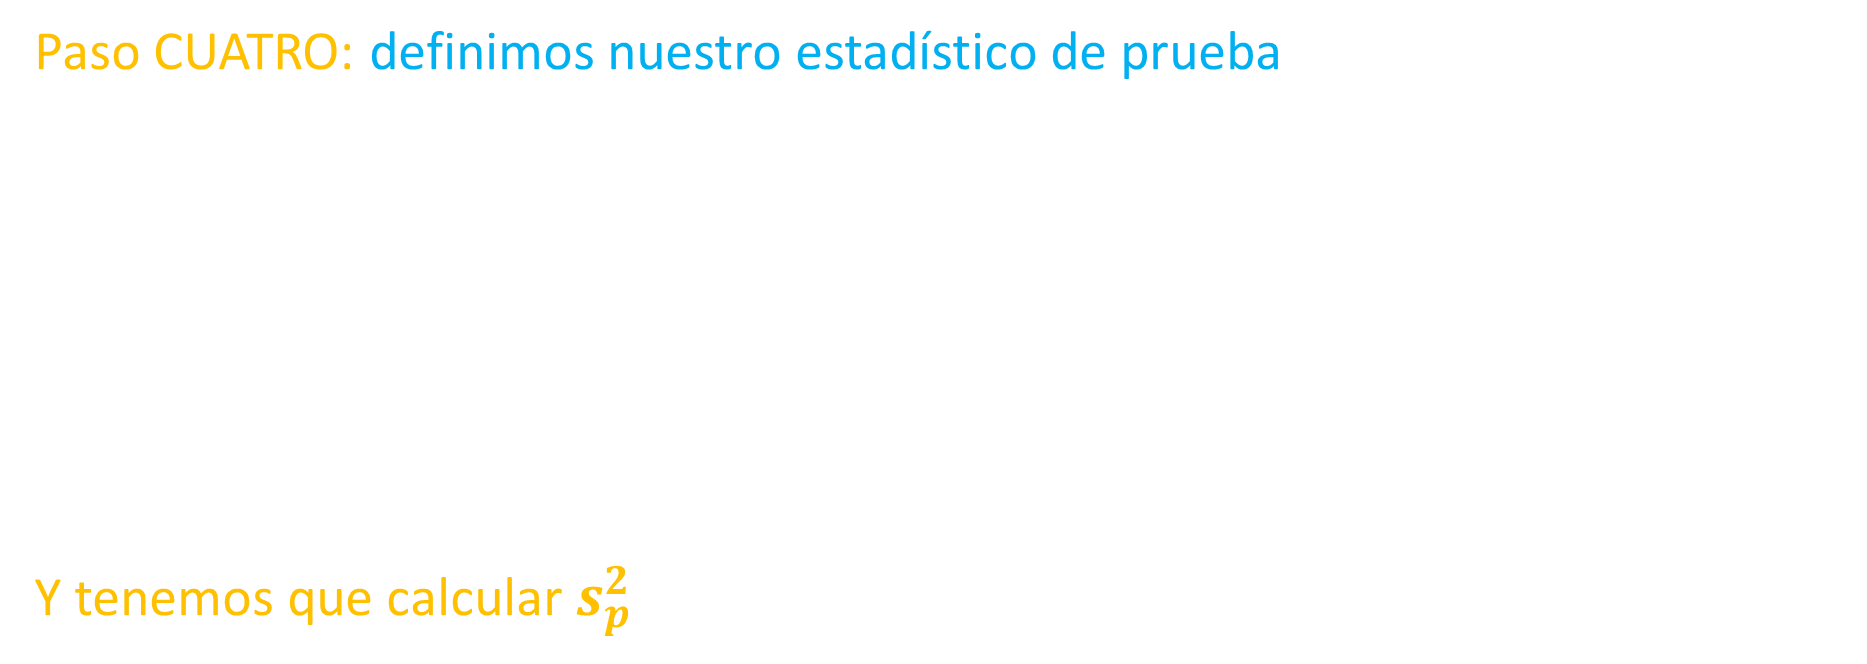 Paso CUATRO: definimos nuestro estadístico de prueba
Y tenemos que calcular $s_p^2$